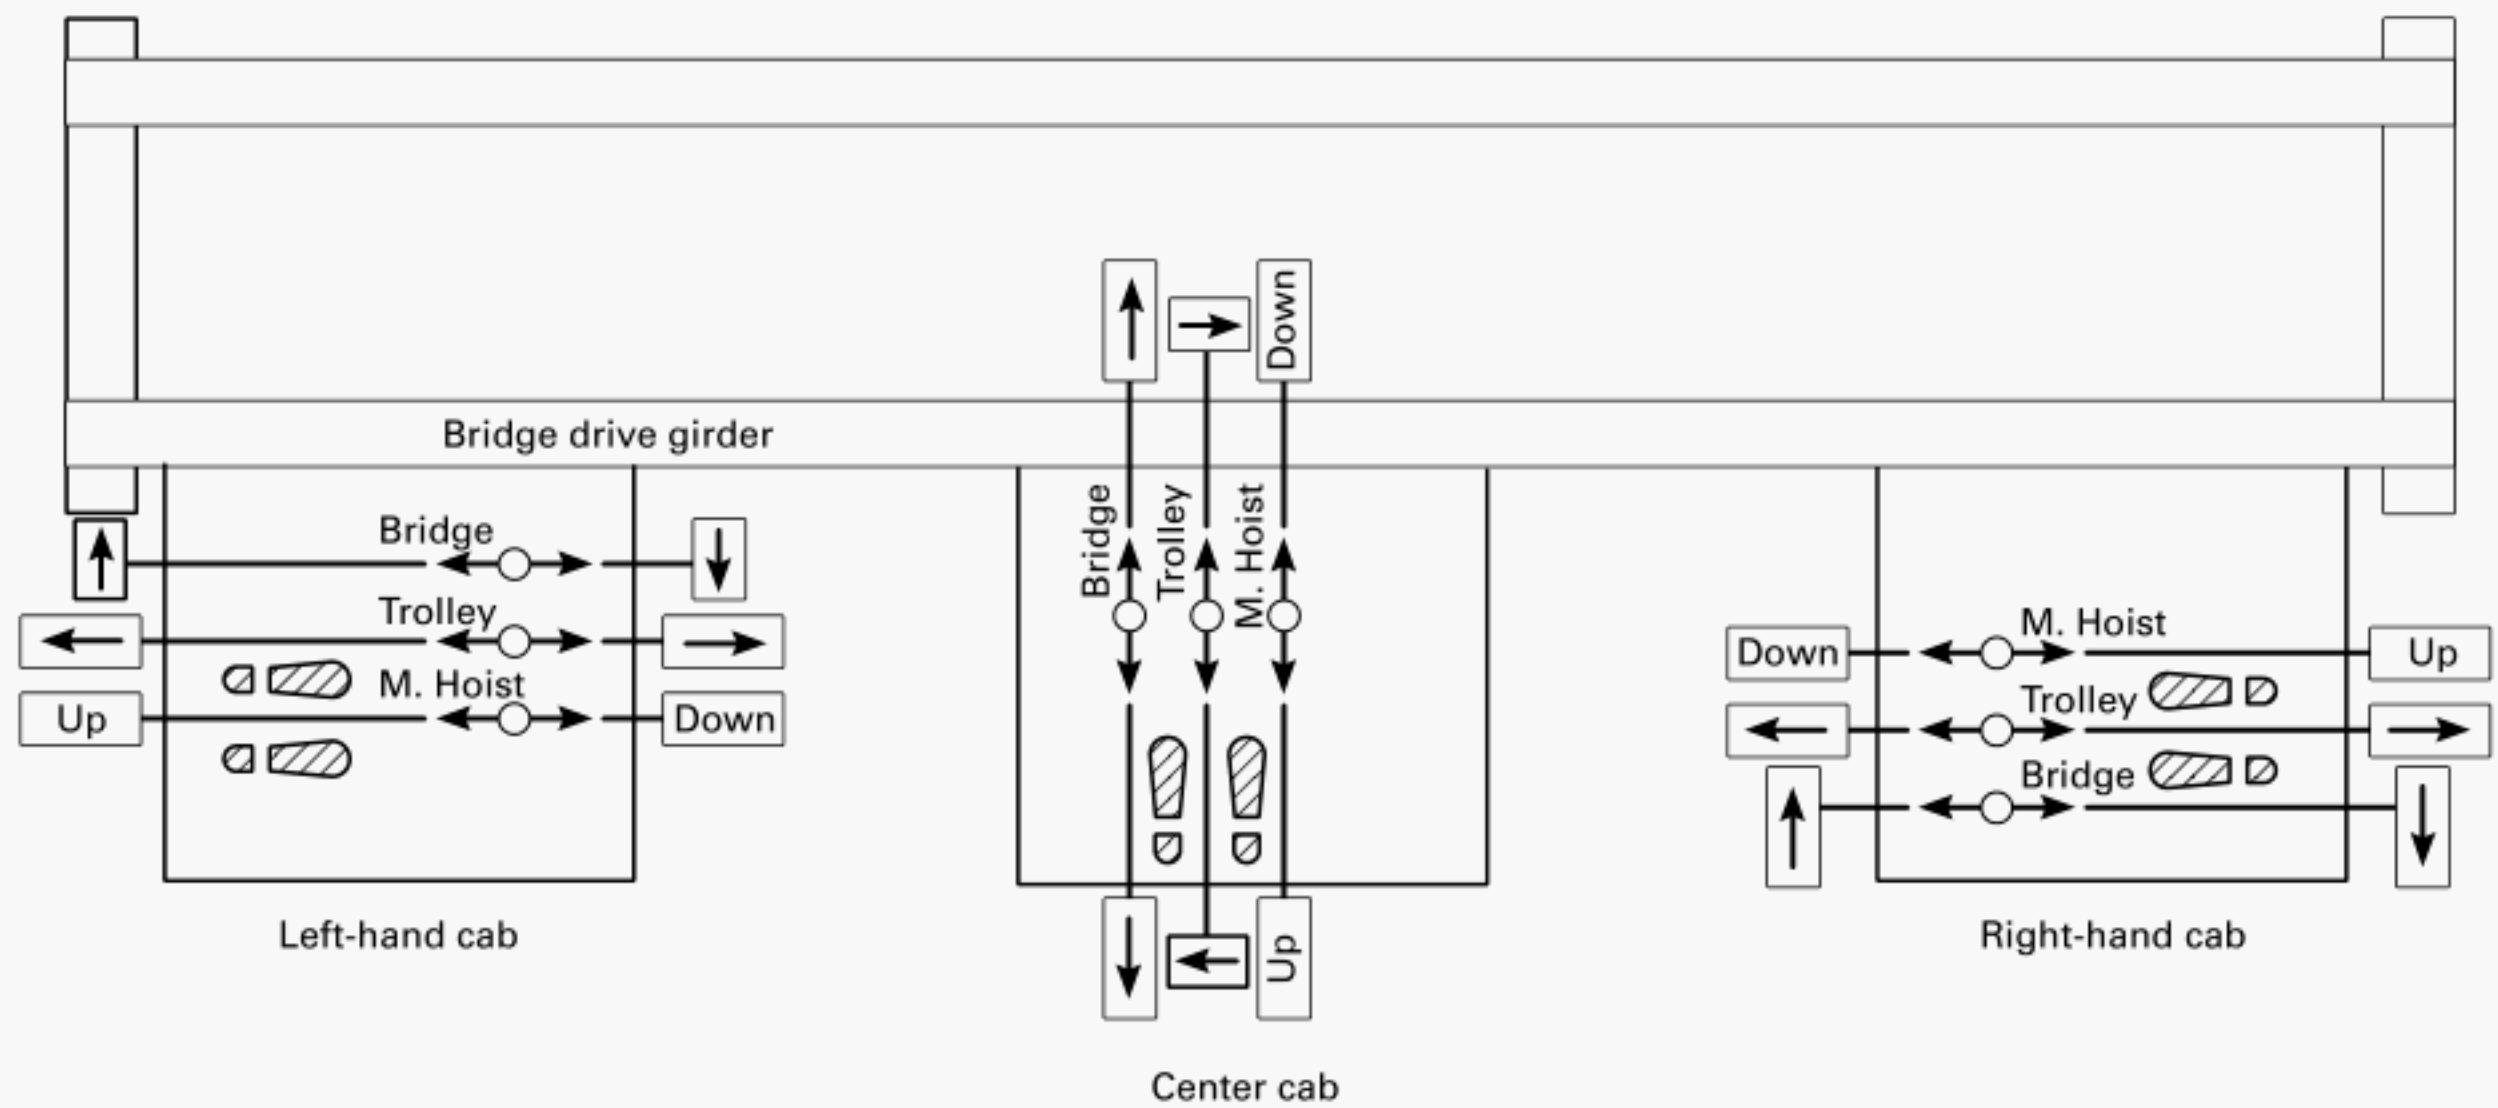 Down
Bridge drive girder
Bridge
Trolley
M. Hoist
Up
Down
Left-hand cab
Bridge
Trolley
M. Hoist
Up
Center cab
M. Hoist
Down
Up
Trolley
Bridge
Right-hand cab